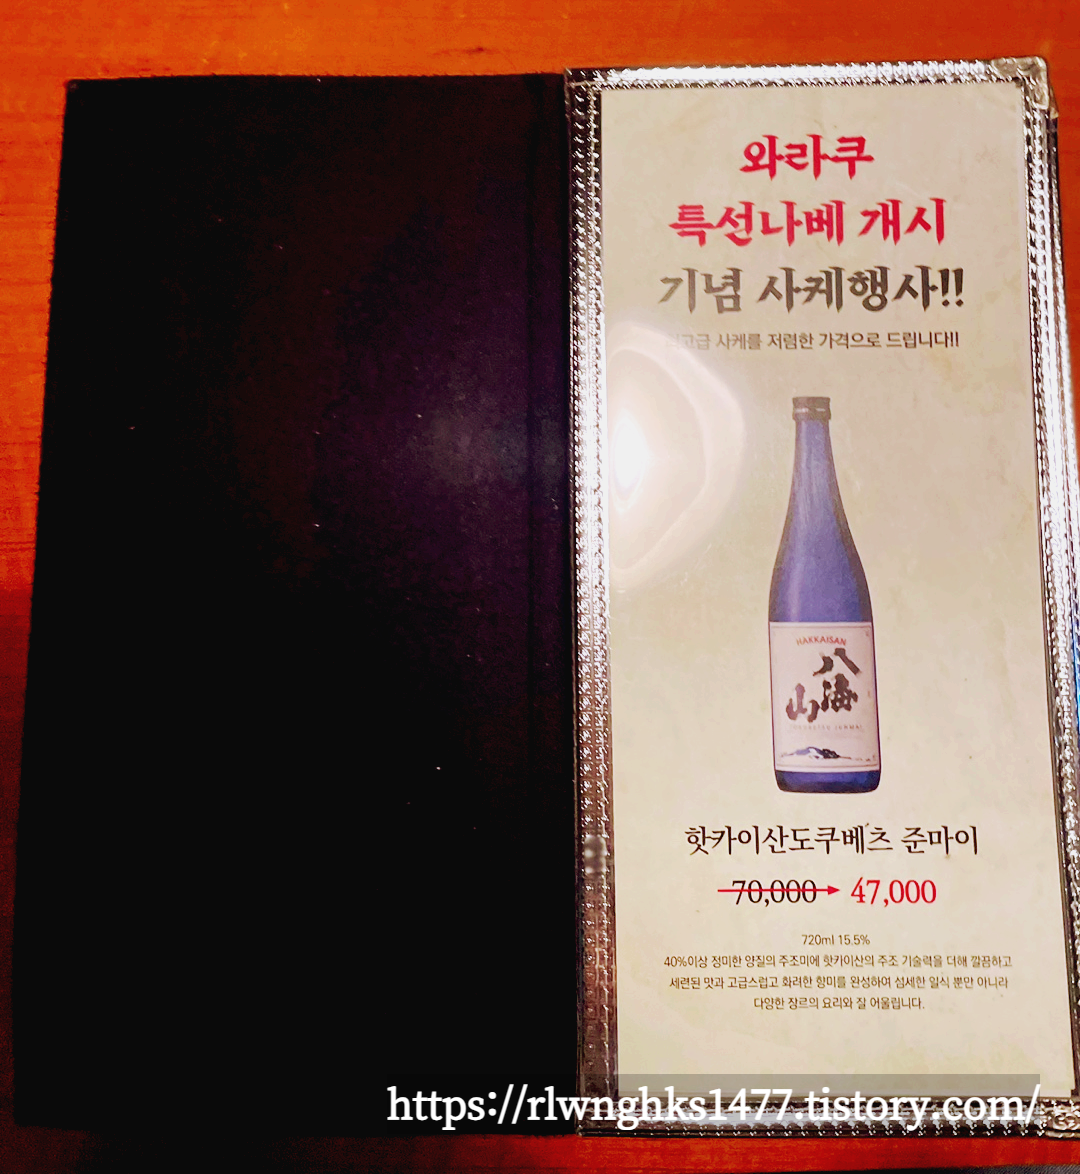 와라쿠
특선나베 개시
기념 사케행사!!
고급 사케를 저렴한 가격으로 드립니다!!
HAKKAISAN
八海山
핫카이산도쿠베츠 준마이
70,000 47,000
720ml 15.5%
40%이상 정미한 양질의 주조미에 핫카이산의 주조 기술력을 더해 깔끔하고
세련된 맛과 고급스럽고 화려한 향미를 완성하여 섬세한 일식 뿐만 아니라
다양한 장르의 요리와 잘 어울립니다.
https://rlwnghks1477.tistory.com/